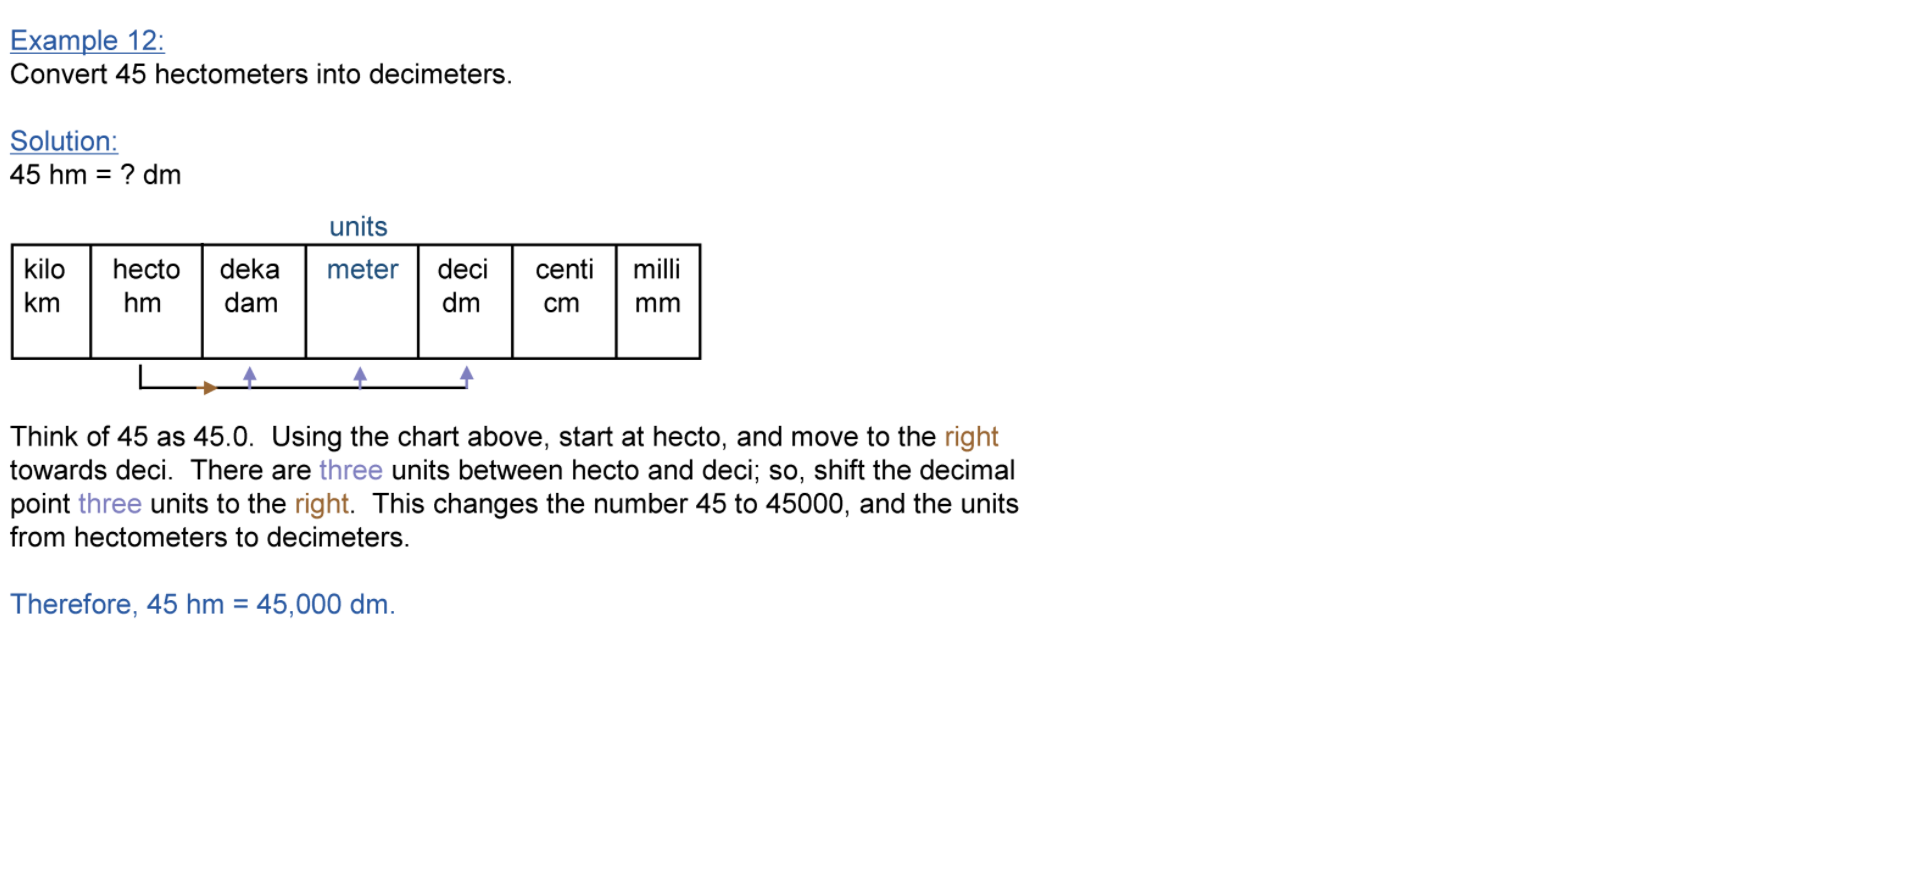 Example 12:
Convert 45 hectometers into decimeters.
Solution:
45 hm = ? dm
units
kilo hecto deka meter deci centi milli
km hm dam dm cm mm
Think of 45 as 45.0. Using the chart above, start at hecto, and move to the right
towards deci. There are three units between hecto and deci; so, shift the decimal
point three units to the right. This changes the number 45 to 45000, and the units
from hectometers to decimeters.
Therefore, 45 hm = 45,000 dm.